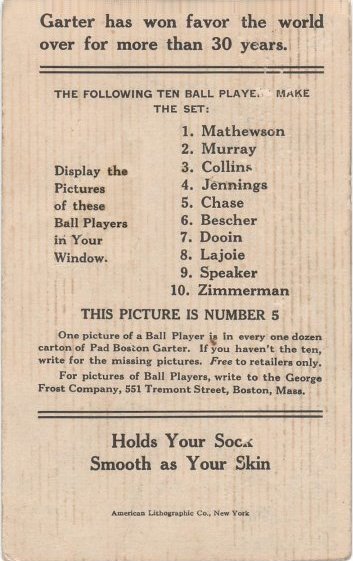 Garter has won favor the world
over for more than 30 years.
THE FOLLOWING TEN BALL PLAYE. MAKE
THE SET:
Display the
Pictures
of these
Ball Players
in Your
Window.
1. Mathewson
2. Murray
3. Collins
4. Jennings
5. Chase
6. Bescher
7. Dooin
8. Lajoie
9. Speaker
10. Zimmerman
THIS PICTURE IS NUMBER 5
One picture of a Ball Player is in every one dozen
carton of Pad Boston Garter. If you haven't the ten,
write for the missing pictures. Free to retailers only.
For pictures of Ball Players, write to the George
Frost Company, 551 Tremont Street, Boston, Mass.
Holds Your Sock
Smooth as Your Skin
American Lithographic Co., New York